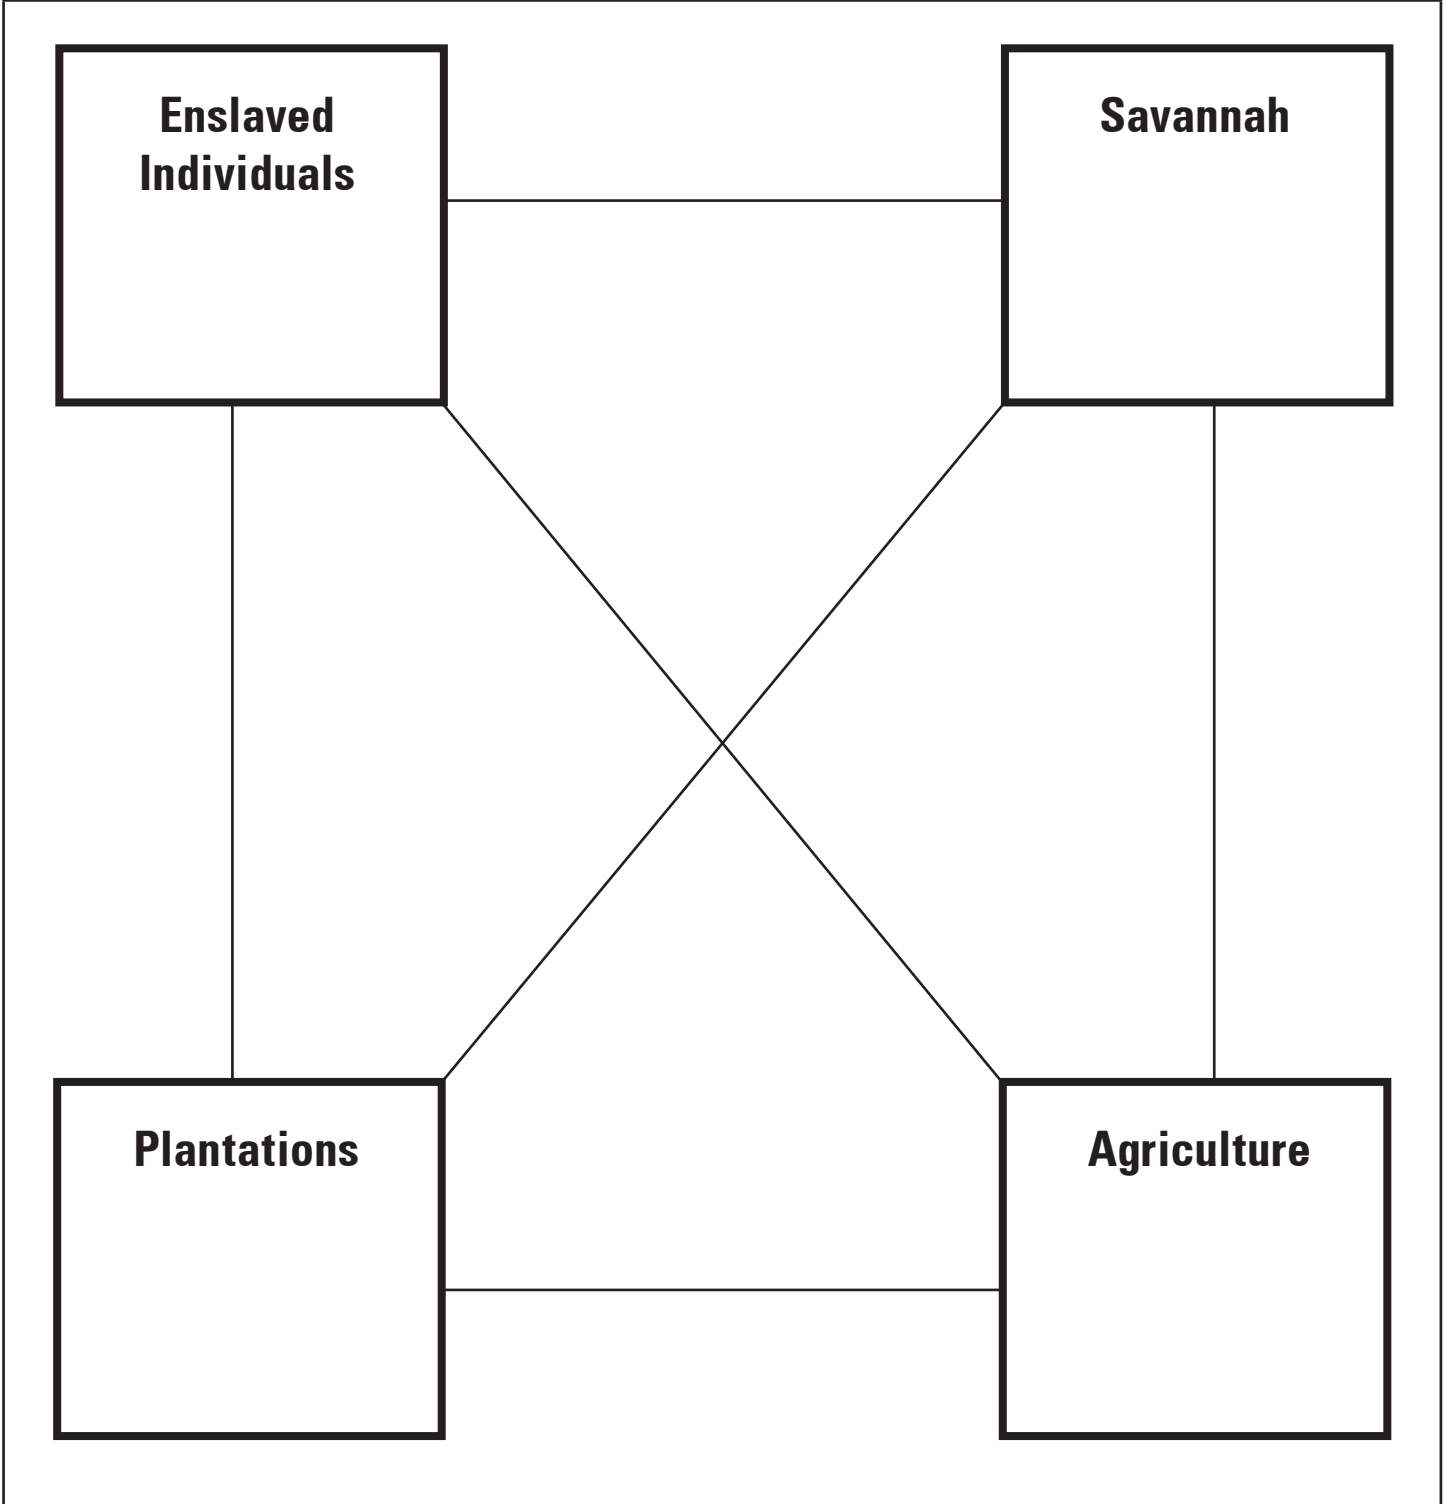 Enslaved
Individuals
Savannah
Plantations
Agriculture